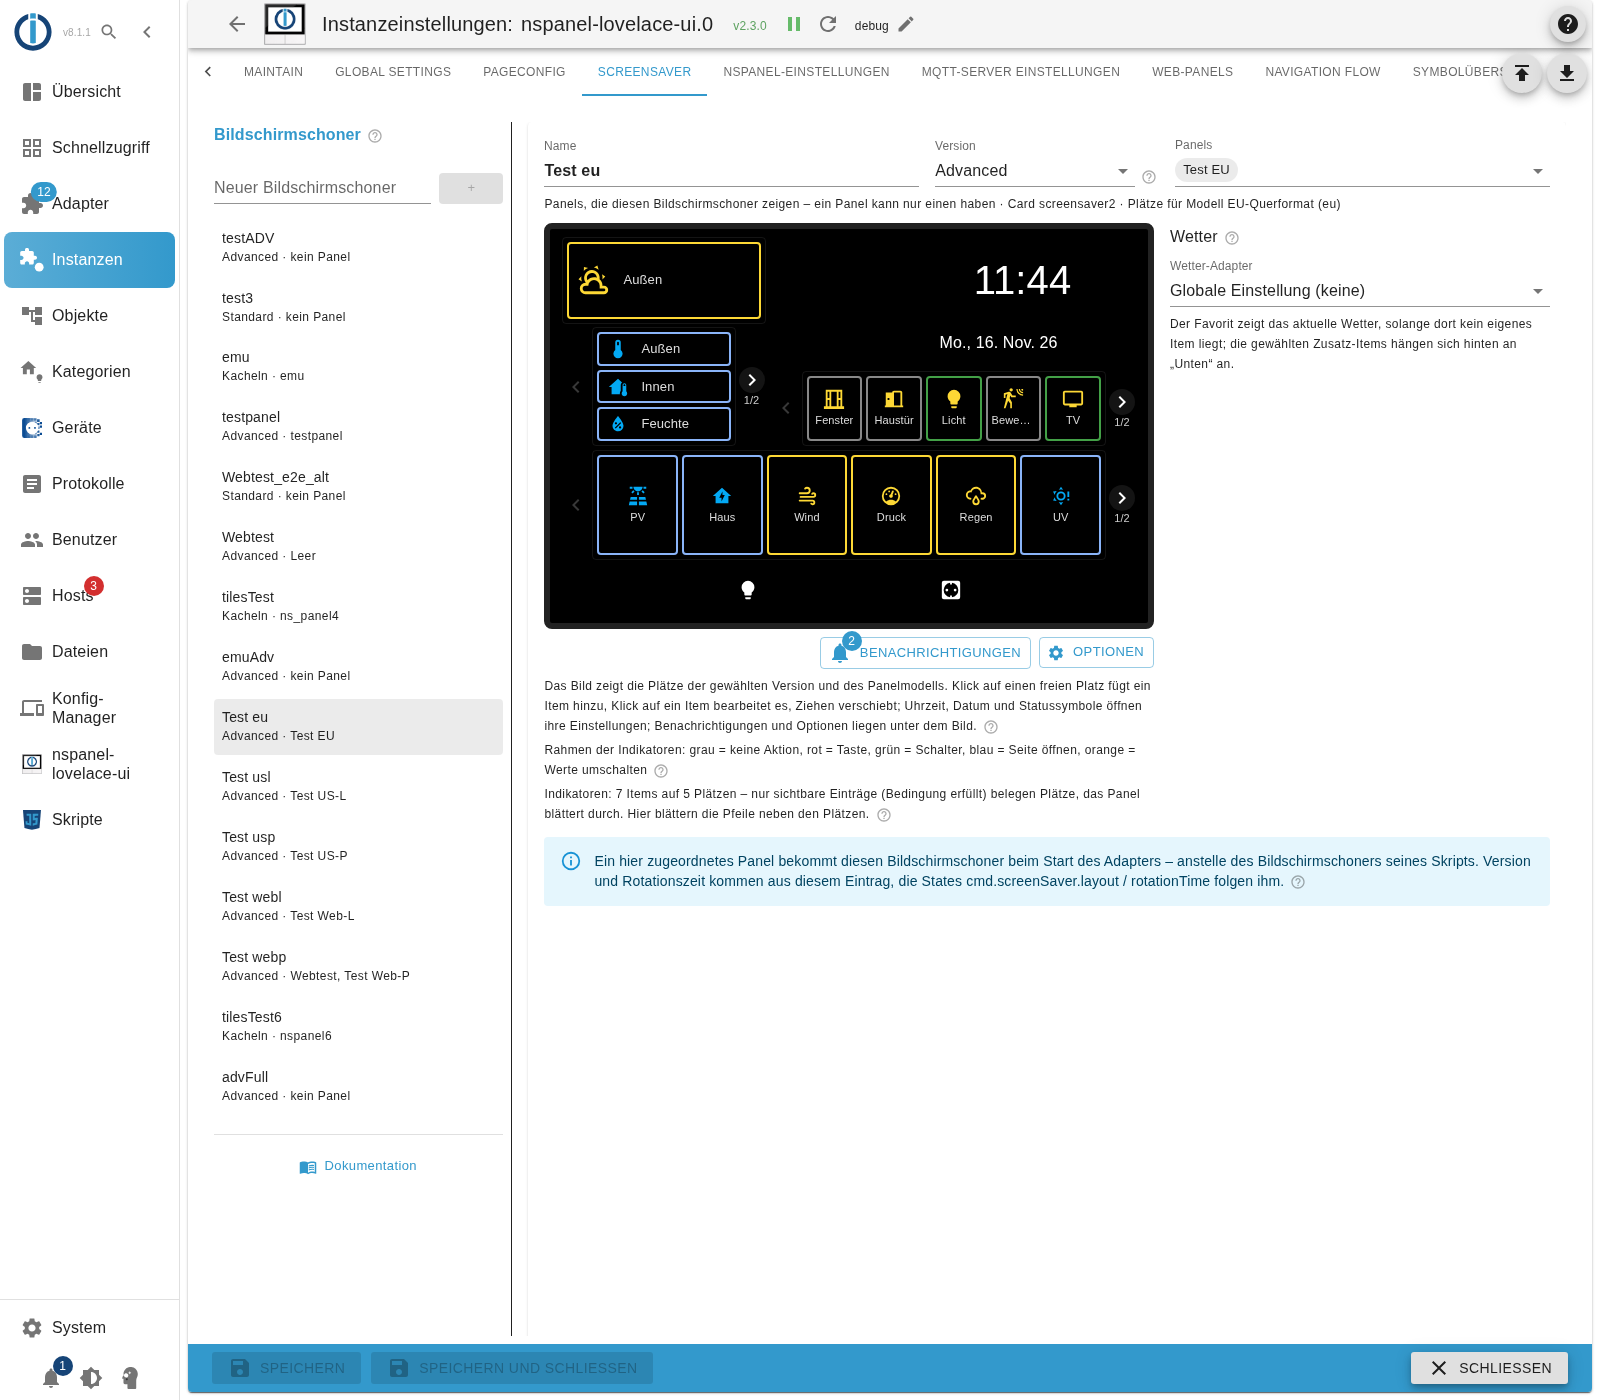 v8.1.1
Übersicht
Schnellzugriff
12
Adapter
Instanzen
Objekte
Kategorien
Geräte
Protokolle
Benutzer
Hosts
3
Dateien
Konfig-
Manager
nspanel-
lovelace-ui
Skripte
System
1
Instanzeinstellungen: nspanel-lovelace-ui.0
v2.3.0
debug
MAINTAIN
GLOBAL SETTINGS
PAGECONFIG
SCREENSAVER
NSPANEL-EINSTELLUNGEN
MQTT-SERVER EINSTELLUNGEN
WEB-PANELS
NAVIGATION FLOW
SYMBOLÜBERS
Bildschirmschoner
Neuer Bildschirmschoner
+
testADV
Advanced · kein Panel
test3
Standard · kein Panel
emu
Kacheln · emu
testpanel
Advanced · testpanel
Webtest_e2e_alt
Standard · kein Panel
Webtest
Advanced · Leer
tilesTest
Kacheln · ns_panel4
emuAdv
Advanced · kein Panel
Test eu
Advanced · Test EU
Test usl
Advanced · Test US-L
Test usp
Advanced · Test US-P
Test webl
Advanced · Test Web-L
Test webp
Advanced · Webtest, Test Web-P
tilesTest6
Kacheln · nspanel6
advFull
Advanced · kein Panel
Dokumentation
Name
Test eu
Version
Advanced
Panels
Test EU
Panels, die diesen Bildschirmschoner zeigen – ein Panel kann nur einen haben · Card screensaver2 · Plätze für Modell EU-Querformat (eu)
Außen
11:44
Mo., 16. Nov. 26
Außen
Innen
Feuchte
1/2
Fenster
Haustür
Licht
Bewe…
TV
1/2
PV
Haus
Wind
Druck
Regen
UV
1/2
2
BENACHRICHTIGUNGEN
OPTIONEN
Das Bild zeigt die Plätze der gewählten Version und des Panelmodells. Klick auf einen freien Platz fügt ein
Item hinzu, Klick auf ein Item bearbeitet es, Ziehen verschiebt; Uhrzeit, Datum und Statussymbole öffnen
ihre Einstellungen; Benachrichtigungen und Optionen liegen unter dem Bild.
Rahmen der Indikatoren: grau = keine Aktion, rot = Taste, grün = Schalter, blau = Seite öffnen, orange =
Werte umschalten
Indikatoren: 7 Items auf 5 Plätzen – nur sichtbare Einträge (Bedingung erfüllt) belegen Plätze, das Panel
blättert durch. Hier blättern die Pfeile neben den Plätzen.
Wetter
Wetter-Adapter
Globale Einstellung (keine)
Der Favorit zeigt das aktuelle Wetter, solange dort kein eigenes
Item liegt; die gewählten Zusatz-Items hängen sich hinten an
„Unten“ an.
Ein hier zugeordnetes Panel bekommt diesen Bildschirmschoner beim Start des Adapters – anstelle des Bildschirmschoners seines Skripts. Version
und Rotationszeit kommen aus diesem Eintrag, die States cmd.screenSaver.layout / rotationTime folgen ihm.
SPEICHERN
SPEICHERN UND SCHLIESSEN
SCHLIESSEN